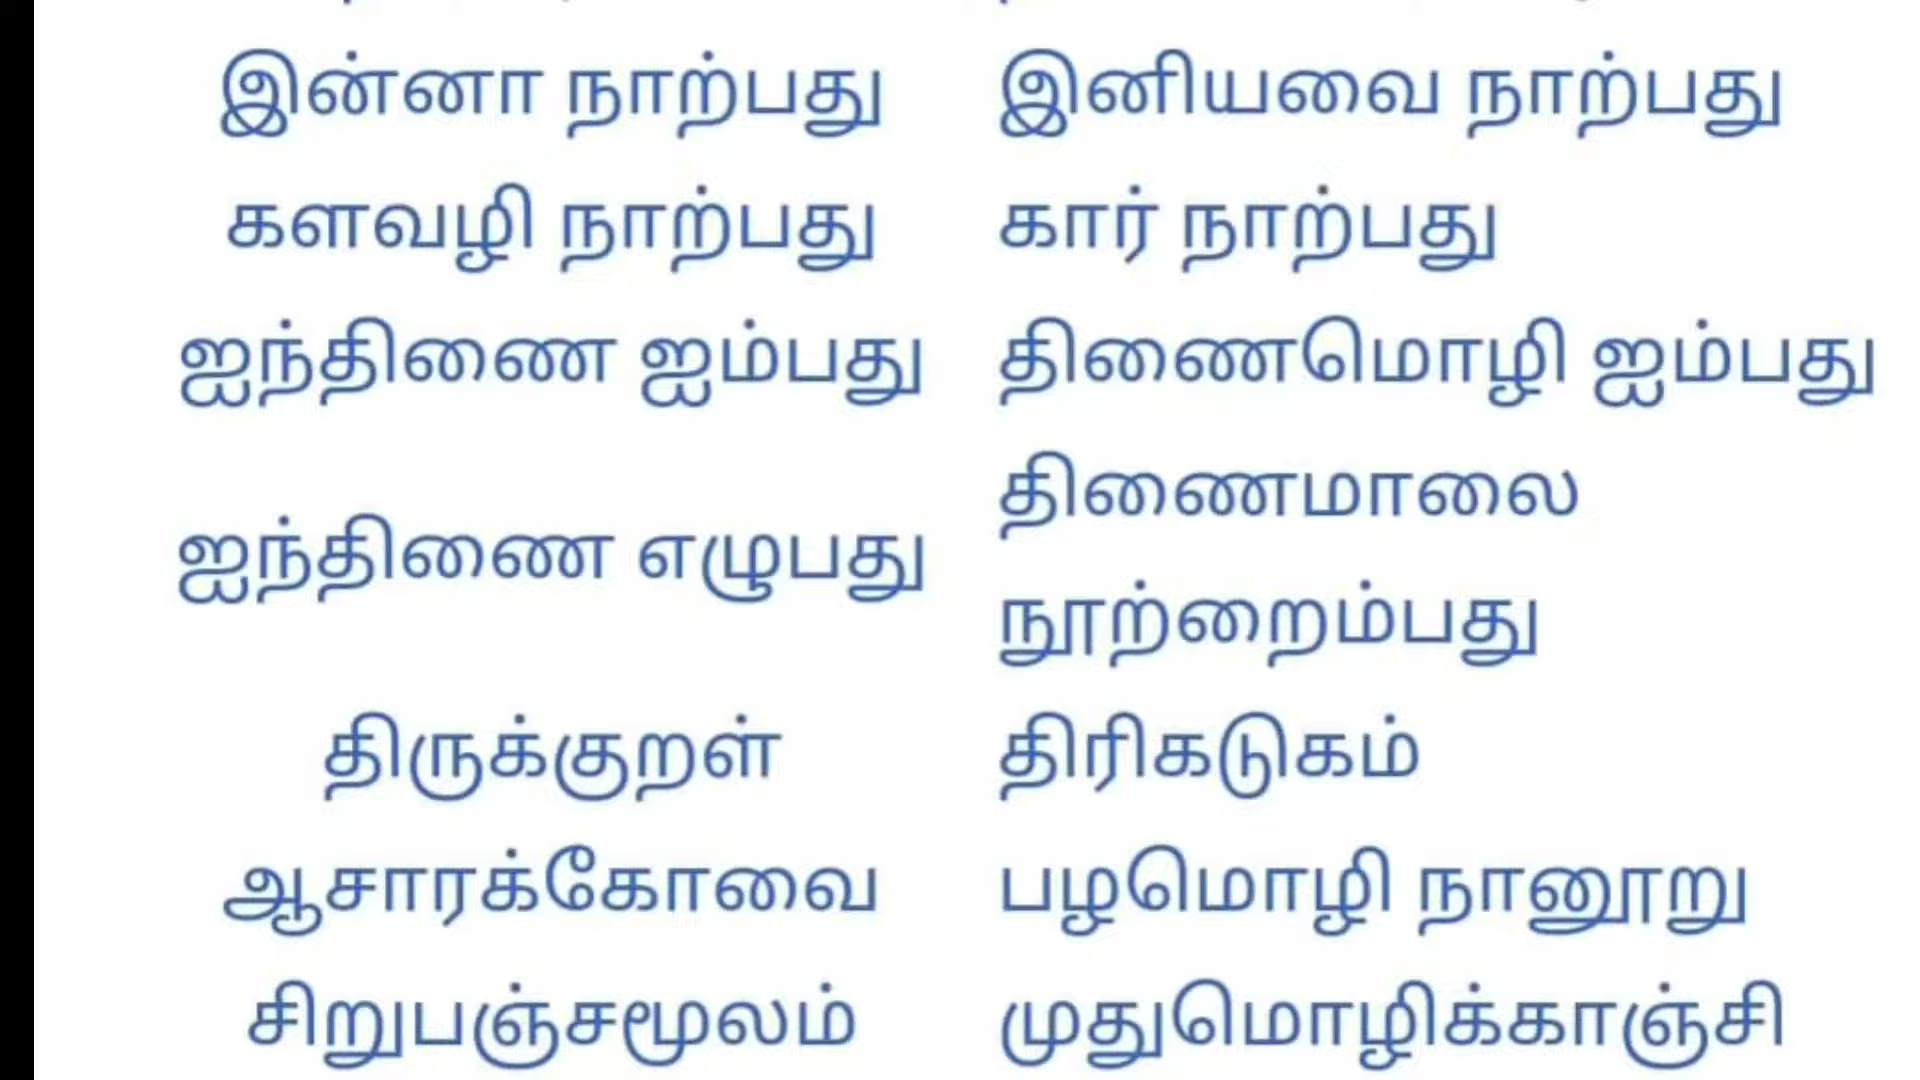 இன்னா நாற்பது இனியவை நாற்பது
களவழி நாற்பது கார் நாற்பது
ஐந்திணை ஐம்பது திணைமொழி ஐம்பது
ஐந்திணை எழுபது திணைமாலை
நூற்றைம்பது
திருக்குறள் திரிகடுகம்
ஆசாரக்கோவை பழமொழி நானூறு
சிறுபஞ்சமூலம் முதுமொழிக்காஞ்சி